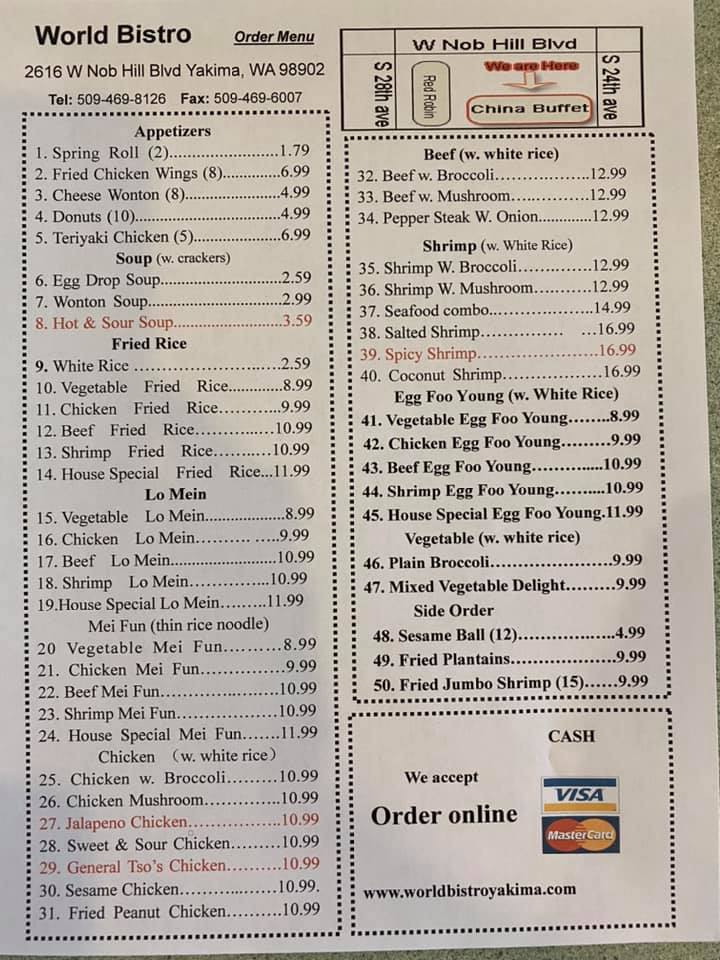 World Bistro Order Menu
2616 W Nob Hill Blvd Yakima, WA 98902
Tel: 509-469-8126 Fax: 509-469-6007
Appetizers
1. Spring Roll (2)........................1.79
2. Fried Chicken Wings (8).............6.99
3. Cheese Wonton (8)....................4.99
4. Donuts (10)................................4.99
5. Teriyaki Chicken (5)...................6.99
Soup (w. crackers)
6. Egg Drop Soup...........................2.59
7. Wonton Soup..............................2.99
8. Hot & Sour Soup........................3.59
Fried Rice
9. White Rice ................................2.59
10. Vegetable Fried Rice............8.99
11. Chicken Fried Rice.............9.99
12. Beef Fried Rice..................10.99
13. Shrimp Fried Rice.............10.99
14. House Special Fried Rice...11.99
Lo Mein
15. Vegetable Lo Mein...................8.99
16. Chicken Lo Mein......... ......9.99
17. Beef Lo Mein.......................10.99
18. Shrimp Lo Mein..................10.99
19.House Special Lo Mein.........11.99
Mei Fun (thin rice noodle)
20 Vegetable Mei Fun..........8.99
21. Chicken Mei Fun..............9.99
22. Beef Mei Fun.....................10.99
23. Shrimp Mei Fun..................10.99
24. House Special Mei Fun.......11.99
Chicken (w. white rice)
25. Chicken w. Broccoli.........10.99
26. Chicken Mushroom.............10.99
27. Jalapeno Chicken................10.99
28. Sweet & Sour Chicken.........10.99
29. General Tso's Chicken..........10.99
30. Sesame Chicken...................10.99.
31. Fried Peanut Chicken..........10.99
W Nob Hill Blvd
S 28th ave
Red Robin
We are Here
China Buffet
S 24th ave
Beef (w. white rice)
32. Beef w. Broccoli..................12.99
33. Beef w. Mushroom...............12.99
34. Pepper Steak W. Onion............12.99
Shrimp (w. White Rice)
35. Shrimp W. Broccoli..............12.99
36. Shrimp W. Mushroom...........12.99
37. Seafood combo.......................14.99
38. Salted Shrimp............... ...16.99
39. Spicy Shrimp.......................16.99
40. Coconut Shrimp..................16.99
Egg Foo Young (w. White Rice)
41. Vegetable Egg Foo Young........8.99
42. Chicken Egg Foo Young.........9.99
43. Beef Egg Foo Young.............10.99
44. Shrimp Egg Foo Young..........10.99
45. House Special Egg Foo Young.11.99
Vegetable (w. white rice)
46. Plain Broccoli.......................9.99
47. Mixed Vegetable Delight.........9.99
Side Order
48. Sesame Ball (12)..................4.99
49. Fried Plantains....................9.99
50. Fried Jumbo Shrimp (15)......9.99
CASH
We accept
VISA
Order online
MasterCard
www.worldbistroyakima.com